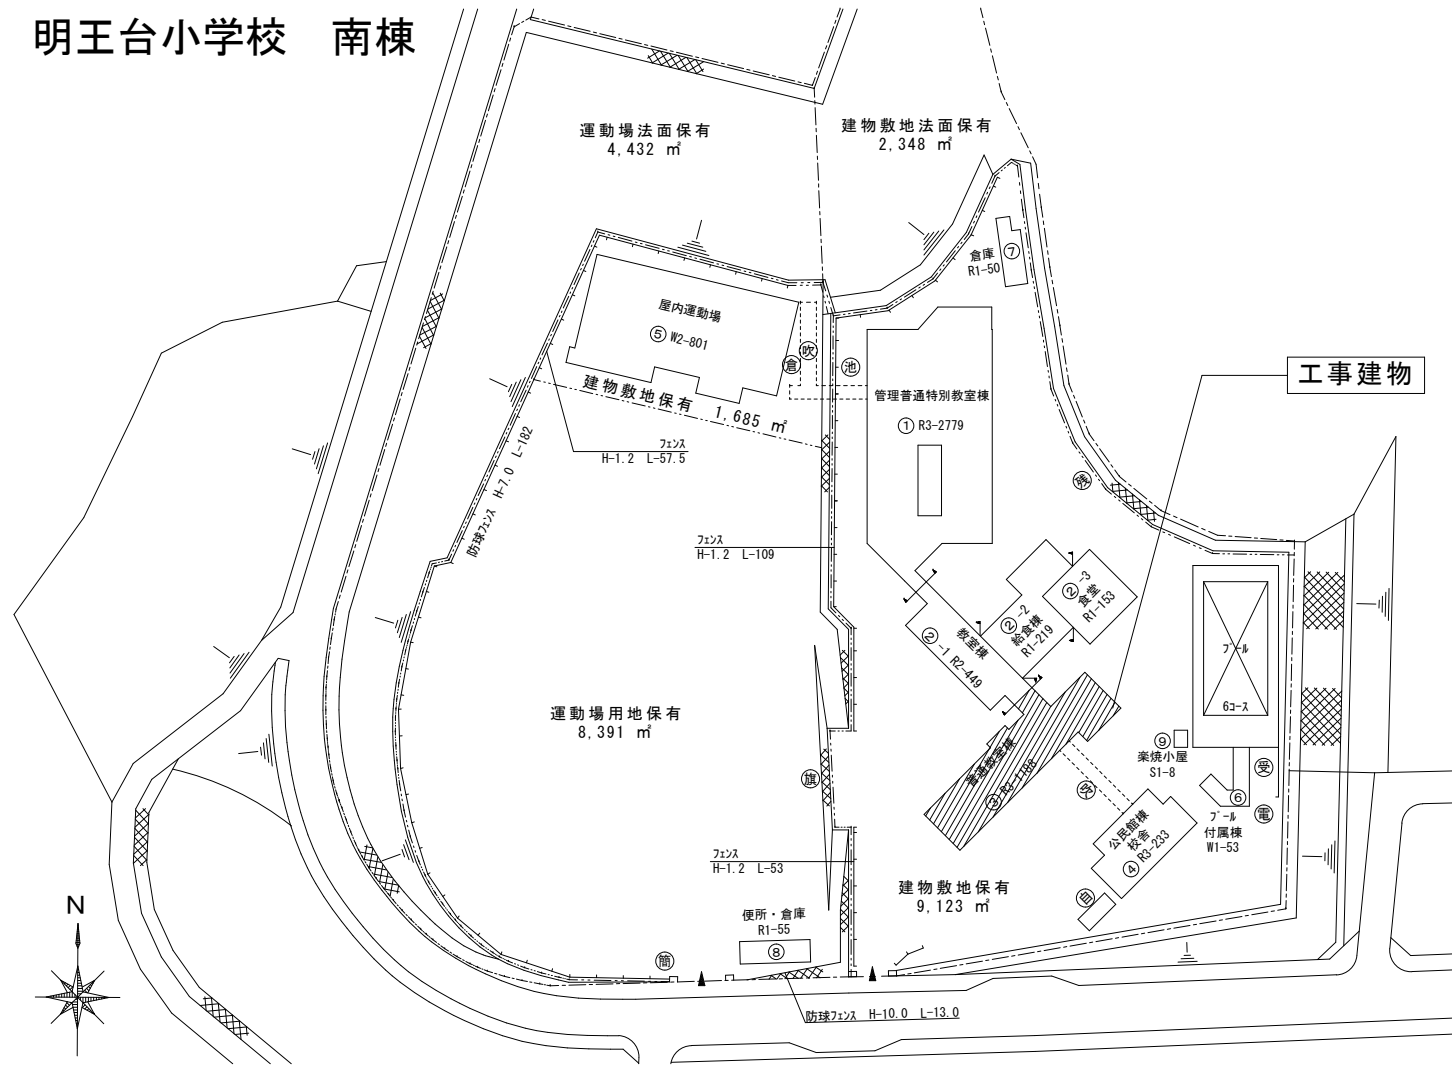 明王台小学校　南棟
運動場法面保有
4,432 ㎡
建物敷地法面保有
2,348 ㎡
倉庫
R1-50
⑦
屋内運動場
⑤ W2-801
倉
吹
池
建物敷地保有 1,685 ㎡
管理普通特別教室棟
① R3-2779
工事建物
フェンス
H-1.2 L-57.5
防球フェンス H-7.0 L-182
残
フェンス
H-1.2 L-109
②-3
食堂
R1-153
②-2
給食棟
R1-219
教室棟
②-1 R2-449
プール
6コース
運動場用地保有
8,391 ㎡
普通教室棟
③ R3-1188
旗
吹
⑨
楽焼小屋
S1-8
受
電
⑥
プール
付属棟
W1-53
公民館棟
校舎
④ R3-233
自
フェンス
H-1.2 L-53
建物敷地保有
9,123 ㎡
便所・倉庫
R1-55
⑧
簡
防球フェンス H-10.0 L-13.0
N